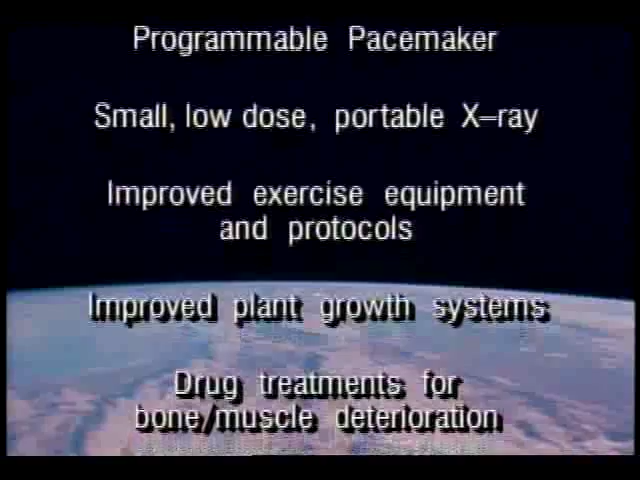 Programmable Pacemaker
Small, low dose, portable X-ray
Improved exercise equipment
and protocols
Improved plant growth systems
Drug treatments for
bone/muscle deterioration